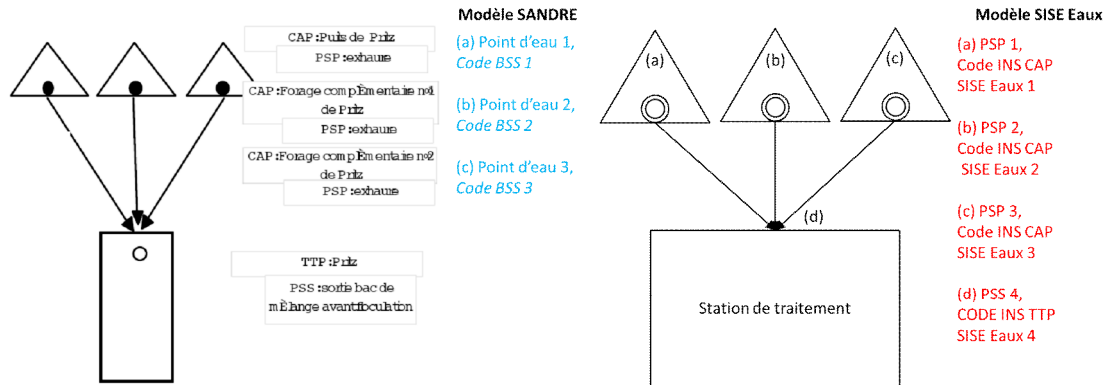 CAP :Puits de Pritz
PSP :exhaure
CAP :Forage complÈmentaire n∞1
de Pritz
PSP :exhaure
CAP :Forage complÈmentaire n∞2
de Pritz
PSP :exhaure
TTP :Pritz
PSS :sortie bac de
mÈlange avant floculation
Modèle SANDRE
(a) Point d'eau 1,
Code BSS 1
(b) Point d'eau 2,
Code BSS 2
(c) Point d'eau 3,
Code BSS 3
(a)
(b)
(c)
(d)
Station de traitement
Modèle SISE Eaux
(a) PSP 1,
Code INS CAP
SISE Eaux 1
(b) PSP 2,
Code INS CAP
SISE Eaux 2
(c) PSP 3,
Code INS CAP
SISE Eaux 3
(d) PSS 4,
CODE INS TTP
SISE Eaux 4